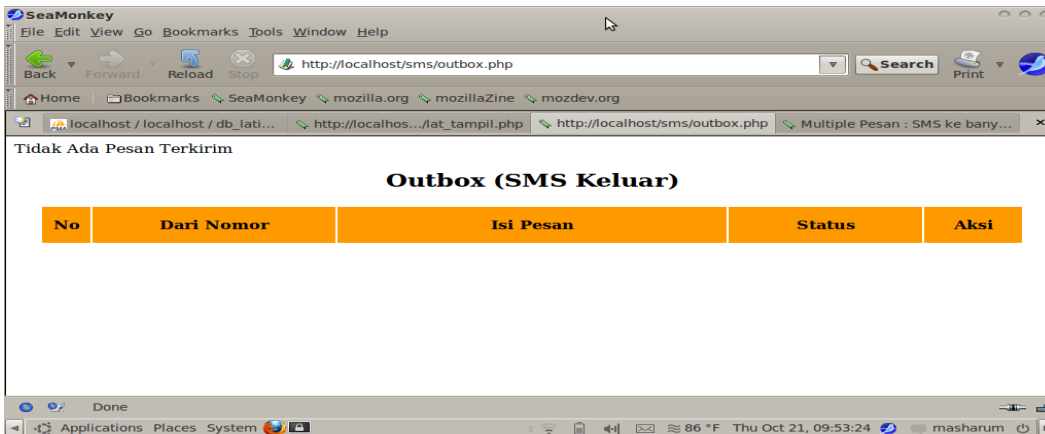 SeaMonkey
File Edit View Go Bookmarks Tools Window Help
Back Forward Reload Stop http://localhost/sms/outbox.php Search Print
Home Bookmarks SeaMonkey mozilla.org mozillaZine mozdev.org
localhost / localhost / db_lati... http://localhos.../lat_tampil.php http://localhost/sms/outbox.php Multiple Pesan : SMS ke bany...
Tidak Ada Pesan Terkirim
Outbox (SMS Keluar)
No Dari Nomor Isi Pesan Status Aksi
Done
Applications Places System 86 °F Thu Oct 21, 09:53:24 masharum